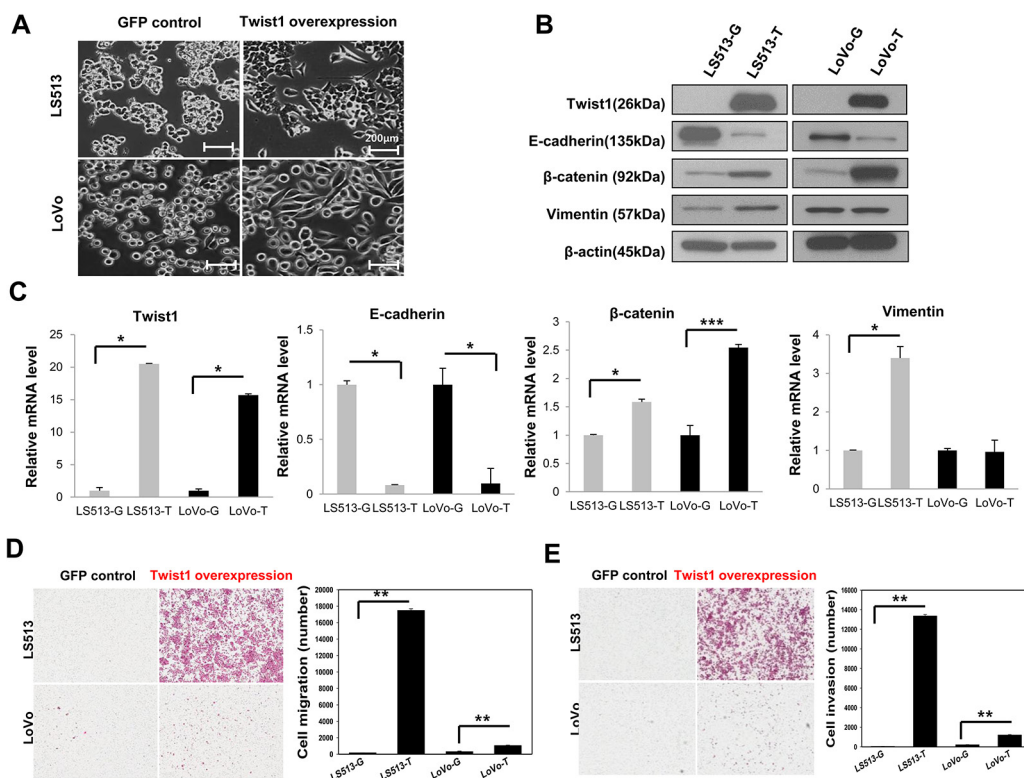 A
GFP control Twist1 overexpression
LS513
200µm
LoVo
B
LS513-G LS513-T LoVo-G LoVo-T
Twist1(26kDa)
E-cadherin(135kDa)
β-catenin (92kDa)
Vimentin (57kDa)
β-actin(45kDa)
C
Twist1
Relative mRNA level
25
20
15
10
5
0
* *
LS513-G LS513-T LoVo-G LoVo-T
E-cadherin
Relative mRNA level
1.5
1
0.5
0
* *
LS513-G LS513-T LoVo-G LoVo-T
β-catenin
Relative mRNA level
3
2.5
2
1.5
1
0.5
0
* ***
LS513-G LS513-T LoVo-G LoVo-T
Vimentin
Relative mRNA level
4
3
2
1
0
*
LS513-G LS513-T LoVo-G LoVo-T
D
GFP control Twist1 overexpression
LS513
LoVo
Cell migration (number)
20000
18000
16000
14000
12000
10000
8000
6000
4000
2000
0
** **
LS513-G LS513-T LoVo-G LoVo-T
E
GFP control Twist1 overexpression
LS513
LoVo
Cell invasion (number)
16000
14000
12000
10000
8000
6000
4000
2000
0
** **
LS513-G LS513-T LoVo-G LoVo-T